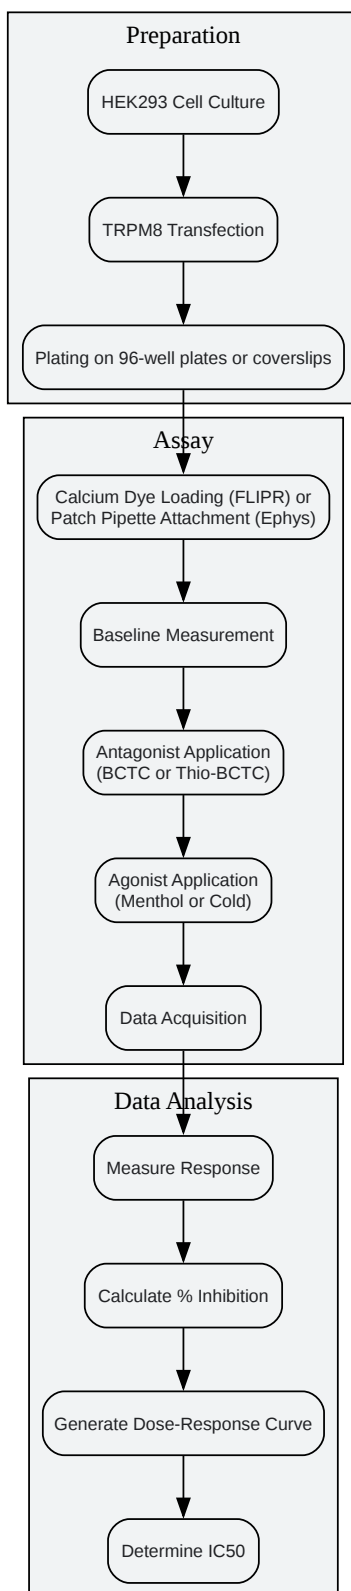 Preparation
HEK293 Cell Culture
TRPM8 Transfection
Plating on 96-well plates or coverslips
Assay
Calcium Dye Loading (FLIPR) or
Patch Pipette Attachment (Ephys)
Baseline Measurement
Antagonist Application
(BCTC or Thio-BCTC)
Agonist Application
(Menthol or Cold)
Data Acquisition
Data Analysis
Measure Response
Calculate % Inhibition
Generate Dose-Response Curve
Determine IC50